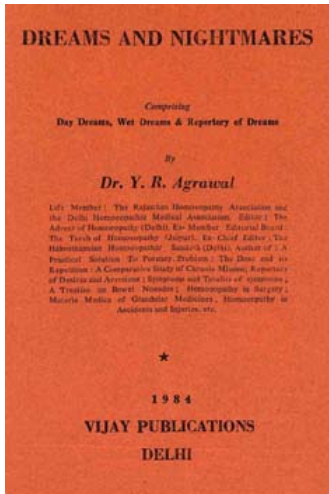 DREAMS AND NIGHTMARES
Comprising
Day Dreams, Wet Dreams & Repertory of Dreams
By
Dr. Y. R. Agrawal
Life Member : The Rajasthan Homoeopathy Association and
the Delhi Homoeopathic Medical Association. Editor : The
Advent of Homoeopathy (Delhi), Ex- Member Editorial Board
The Torch of Homoeopathy (Jaipur), Ex- Chief Editor : The
Homoeopathic Sandesh (Delhi), Author of : A
Practical Solution To Potency Problem ; The Dose and its
Repetition ; A Comparative Study of Chronic Miasms; Repertory
of Desires and Aversions ; Symptoms and Totality of symptoms ;
A Treatise on Bowel Nosodes ; Homoeopathy in Surgery ;
Materia Medica of Glandular Medicines, Homoeopathy in
Accidents and Injuries, etc.
1984
VIJAY PUBLICATIONS
DELHI